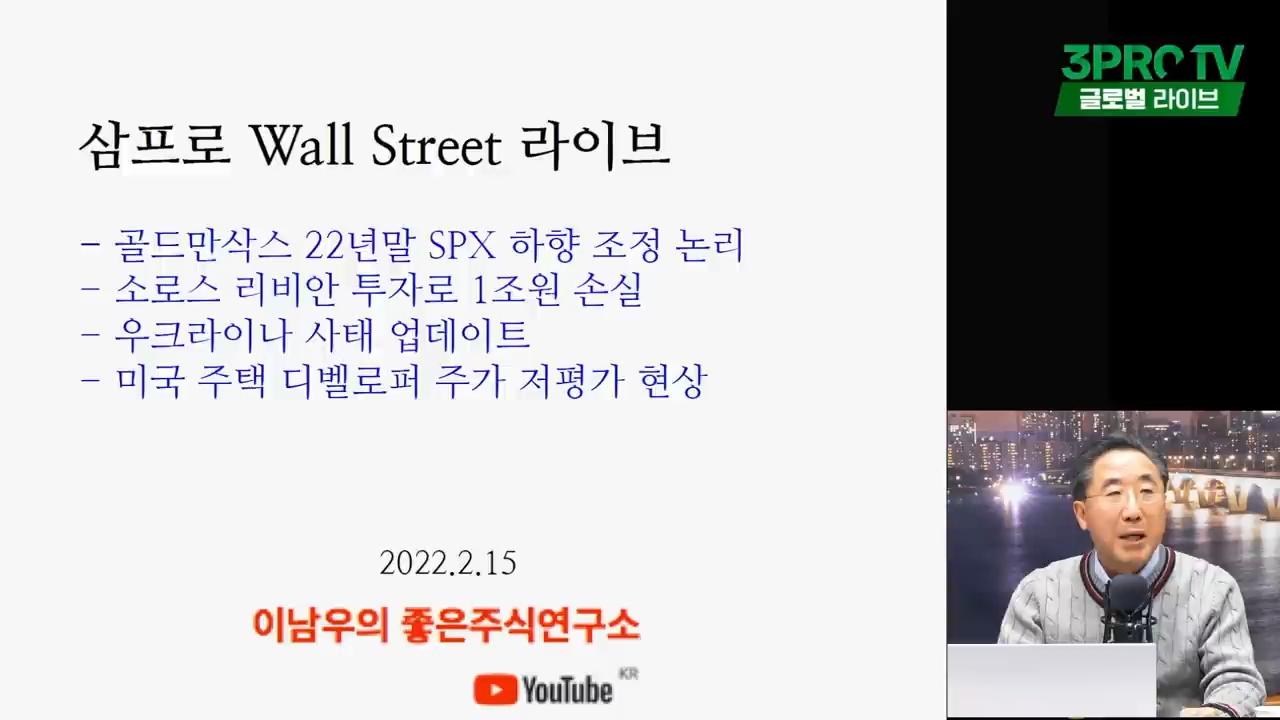 삼프로 Wall Street 라이브
- 골드만삭스 22년말 SPX 하향 조정 논리
- 소로스 리비안 투자로 1조원 손실
- 우크라이나 사태 업데이트
- 미국 주택 디벨로퍼 주가 저평가 현상
2022.2.15
이남우의 좋은주식연구소
YouTube KR
3PRO TV
글로벌 라이브